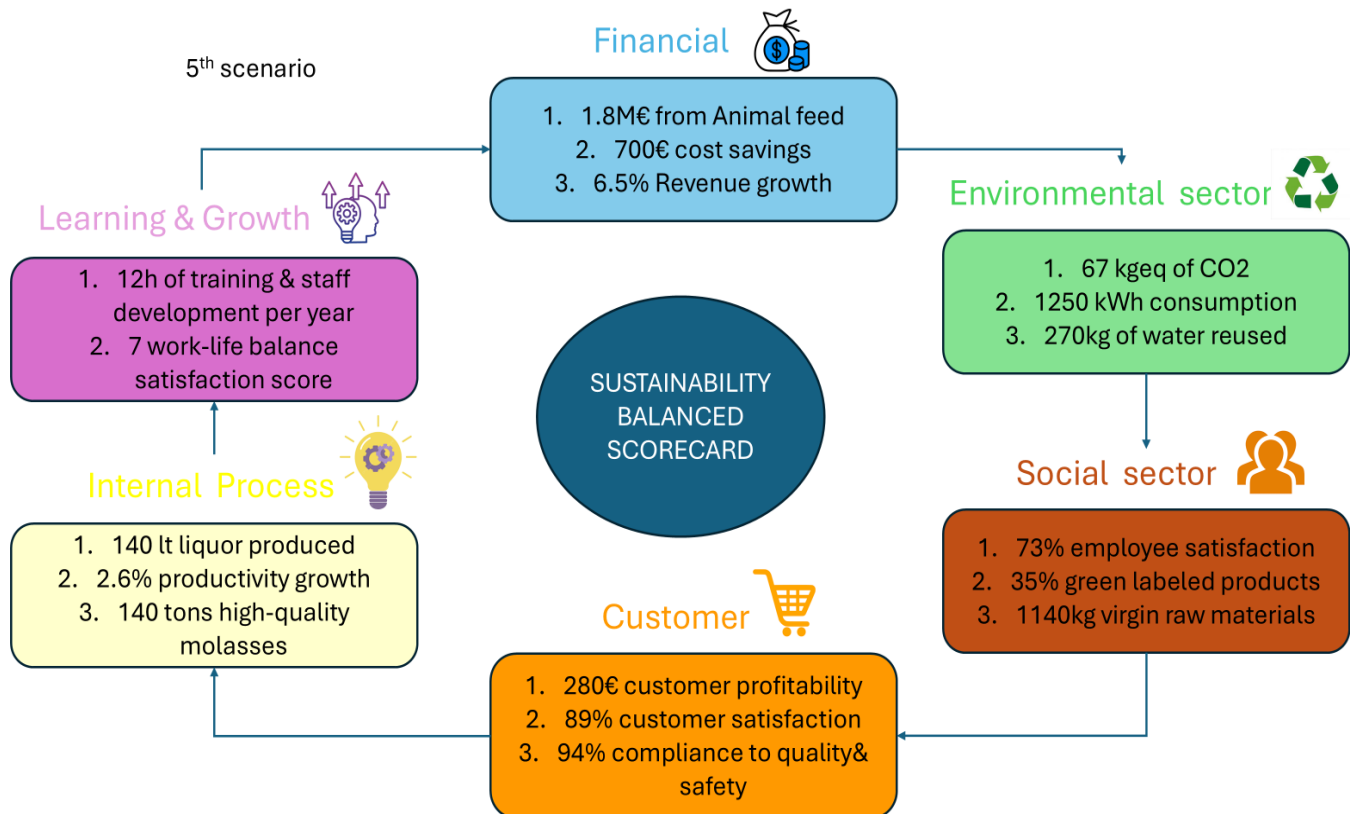 5th scenario
Financial
$
1. 1.8M€ from Animal feed
2. 700€ cost savings
3. 6.5% Revenue growth
Environmental sector
1. 67 kgeq of CO2
2. 1250 kWh consumption
3. 270kg of water reused
Learning & Growth
1. 12h of training & staff
development per year
2. 7 work-life balance
satisfaction score
SUSTAINABILITY
BALANCED
SCORECARD
Social sector
1. 73% employee satisfaction
2. 35% green labeled products
3. 1140kg virgin raw materials
Internal Process
1. 140 lt liquor produced
2. 2.6% productivity growth
3. 140 tons high-quality
molasses
Customer
1. 280€ customer profitability
2. 89% customer satisfaction
3. 94% compliance to quality&
safety